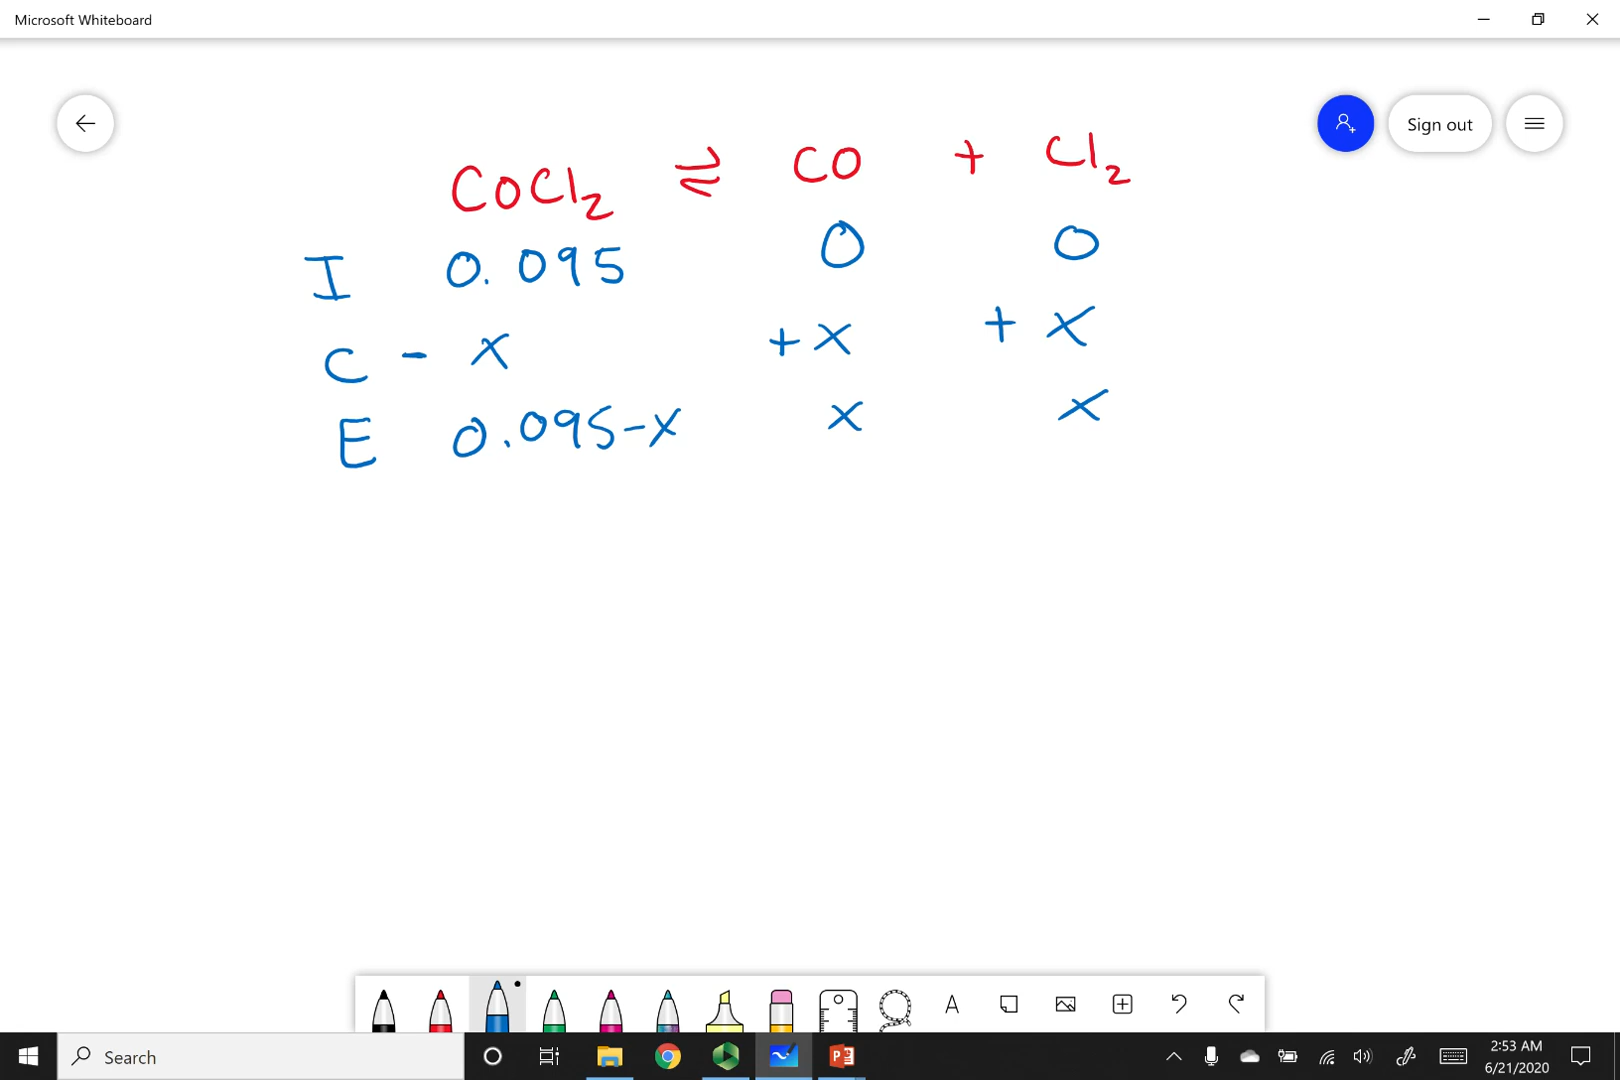 Microsoft Whiteboard
Sign out
CoCl₂ ⇌ CO + Cl₂
I 0.095 0 0
C - x +x + x
E 0.095-x x x
A
Search
2:53 AM
6/21/2020